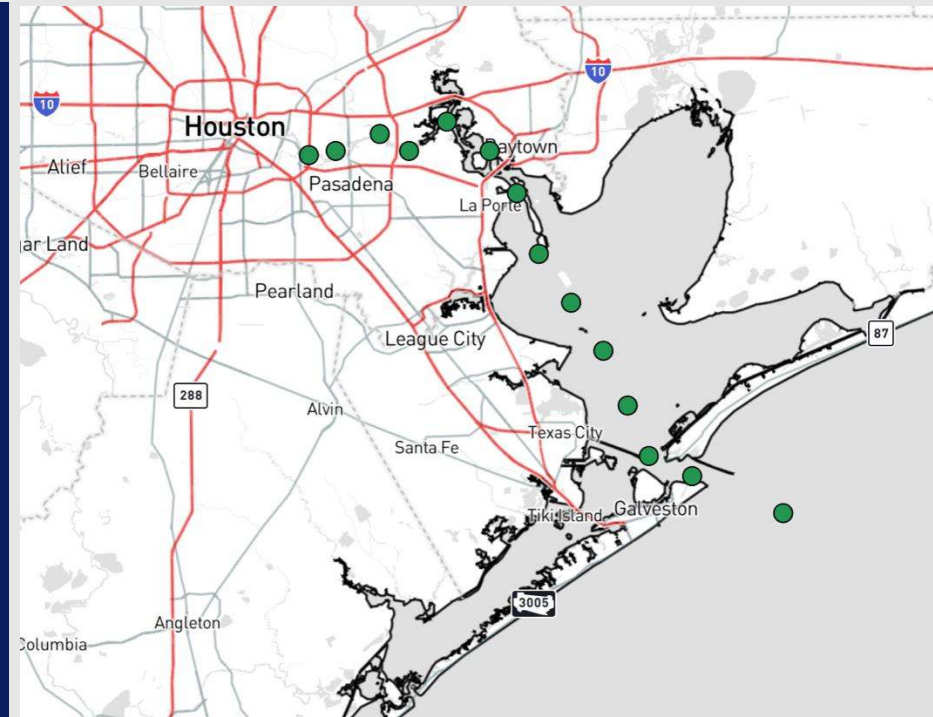 10
10
Houston
Baytown
Alief
Bellaire
Pasadena
La Porte
ar Land
Pearland
87
League City
288
Alvin
Texas City
Santa Fe
Galveston
Tiki Island
3005
Angleton
Columbia